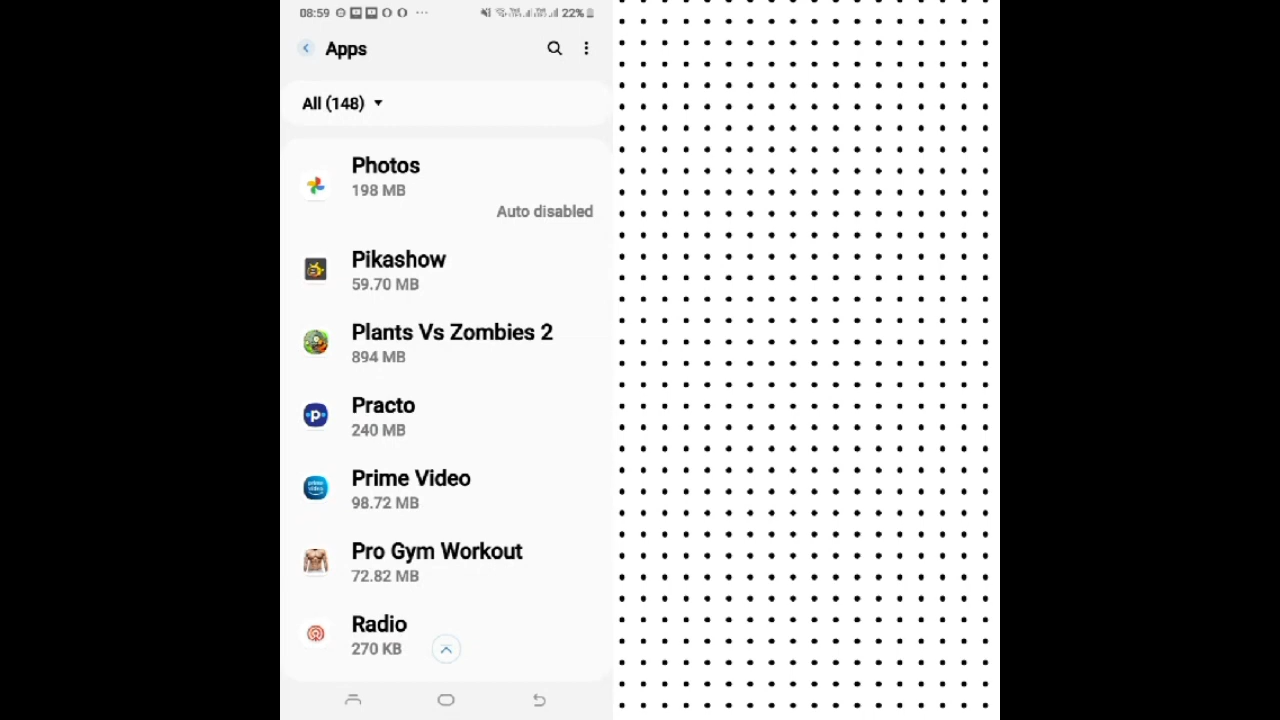 08:59 22%
Apps
All (148)
Photos
198 MB
Auto disabled
Pikashow
59.70 MB
Plants Vs Zombies 2
894 MB
Practo
240 MB
Prime Video
98.72 MB
Pro Gym Workout
72.82 MB
Radio
270 KB